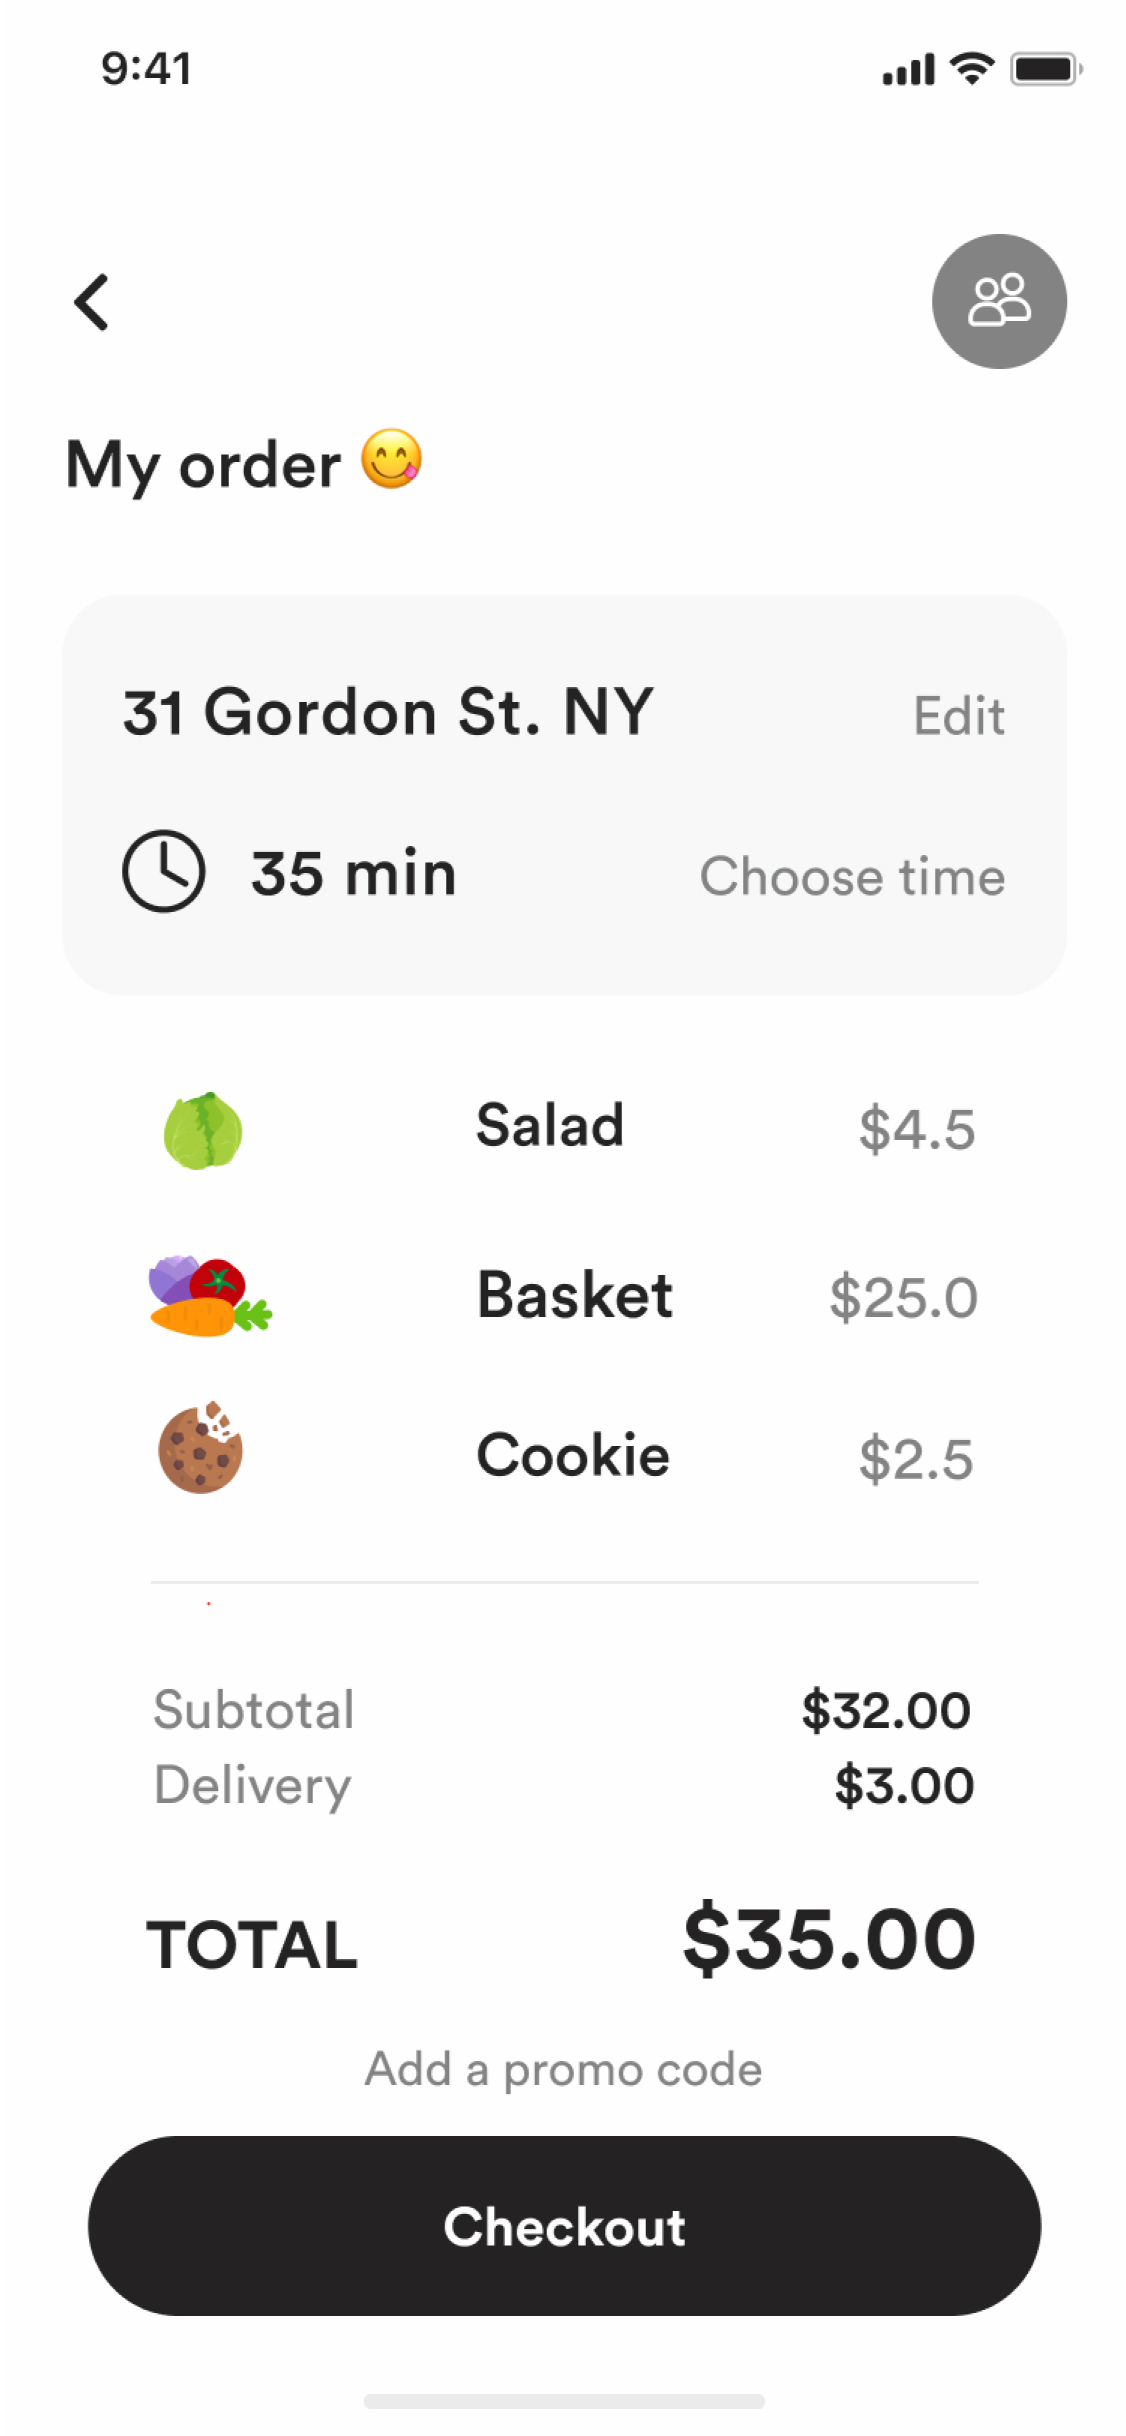 9:41
My order 😋
31 Gordon St. NY Edit
35 min Choose time
Salad $4.5
Basket $25.0
Cookie $2.5
Subtotal $32.00
Delivery $3.00
TOTAL $35.00
Add a promo code
Checkout